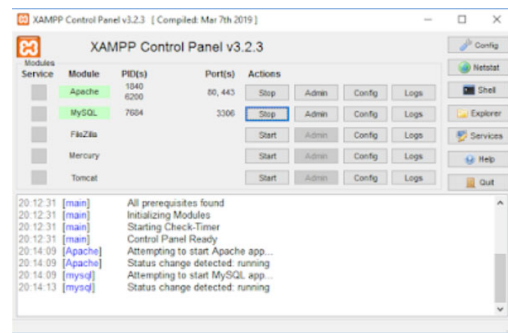 XAMPP Control Panel v3.2.3 [ Compiled: Mar 7th 2019 ]
XAMPP Control Panel v3.2.3
Config
Modules
Service Module PID(s) Port(s) Actions
Netstat
Apache 1840 6200 80, 443 Stop Admin Config Logs
Shell
MySQL 7684 3306 Stop Admin Config Logs
Explorer
FileZilla Start Admin Config Logs
Services
Mercury Start Admin Config Logs
Help
Tomcat Start Admin Config Logs
Quit
20:12:31 [main] All prerequisites found
20:12:31 [main] Initializing Modules
20:12:31 [main] Starting Check-Timer
20:12:31 [main] Control Panel Ready
20:14:09 [Apache] Attempting to start Apache app...
20:14:09 [Apache] Status change detected: running
20:14:09 [mysql] Attempting to start MySQL app...
20:14:13 [mysql] Status change detected: running